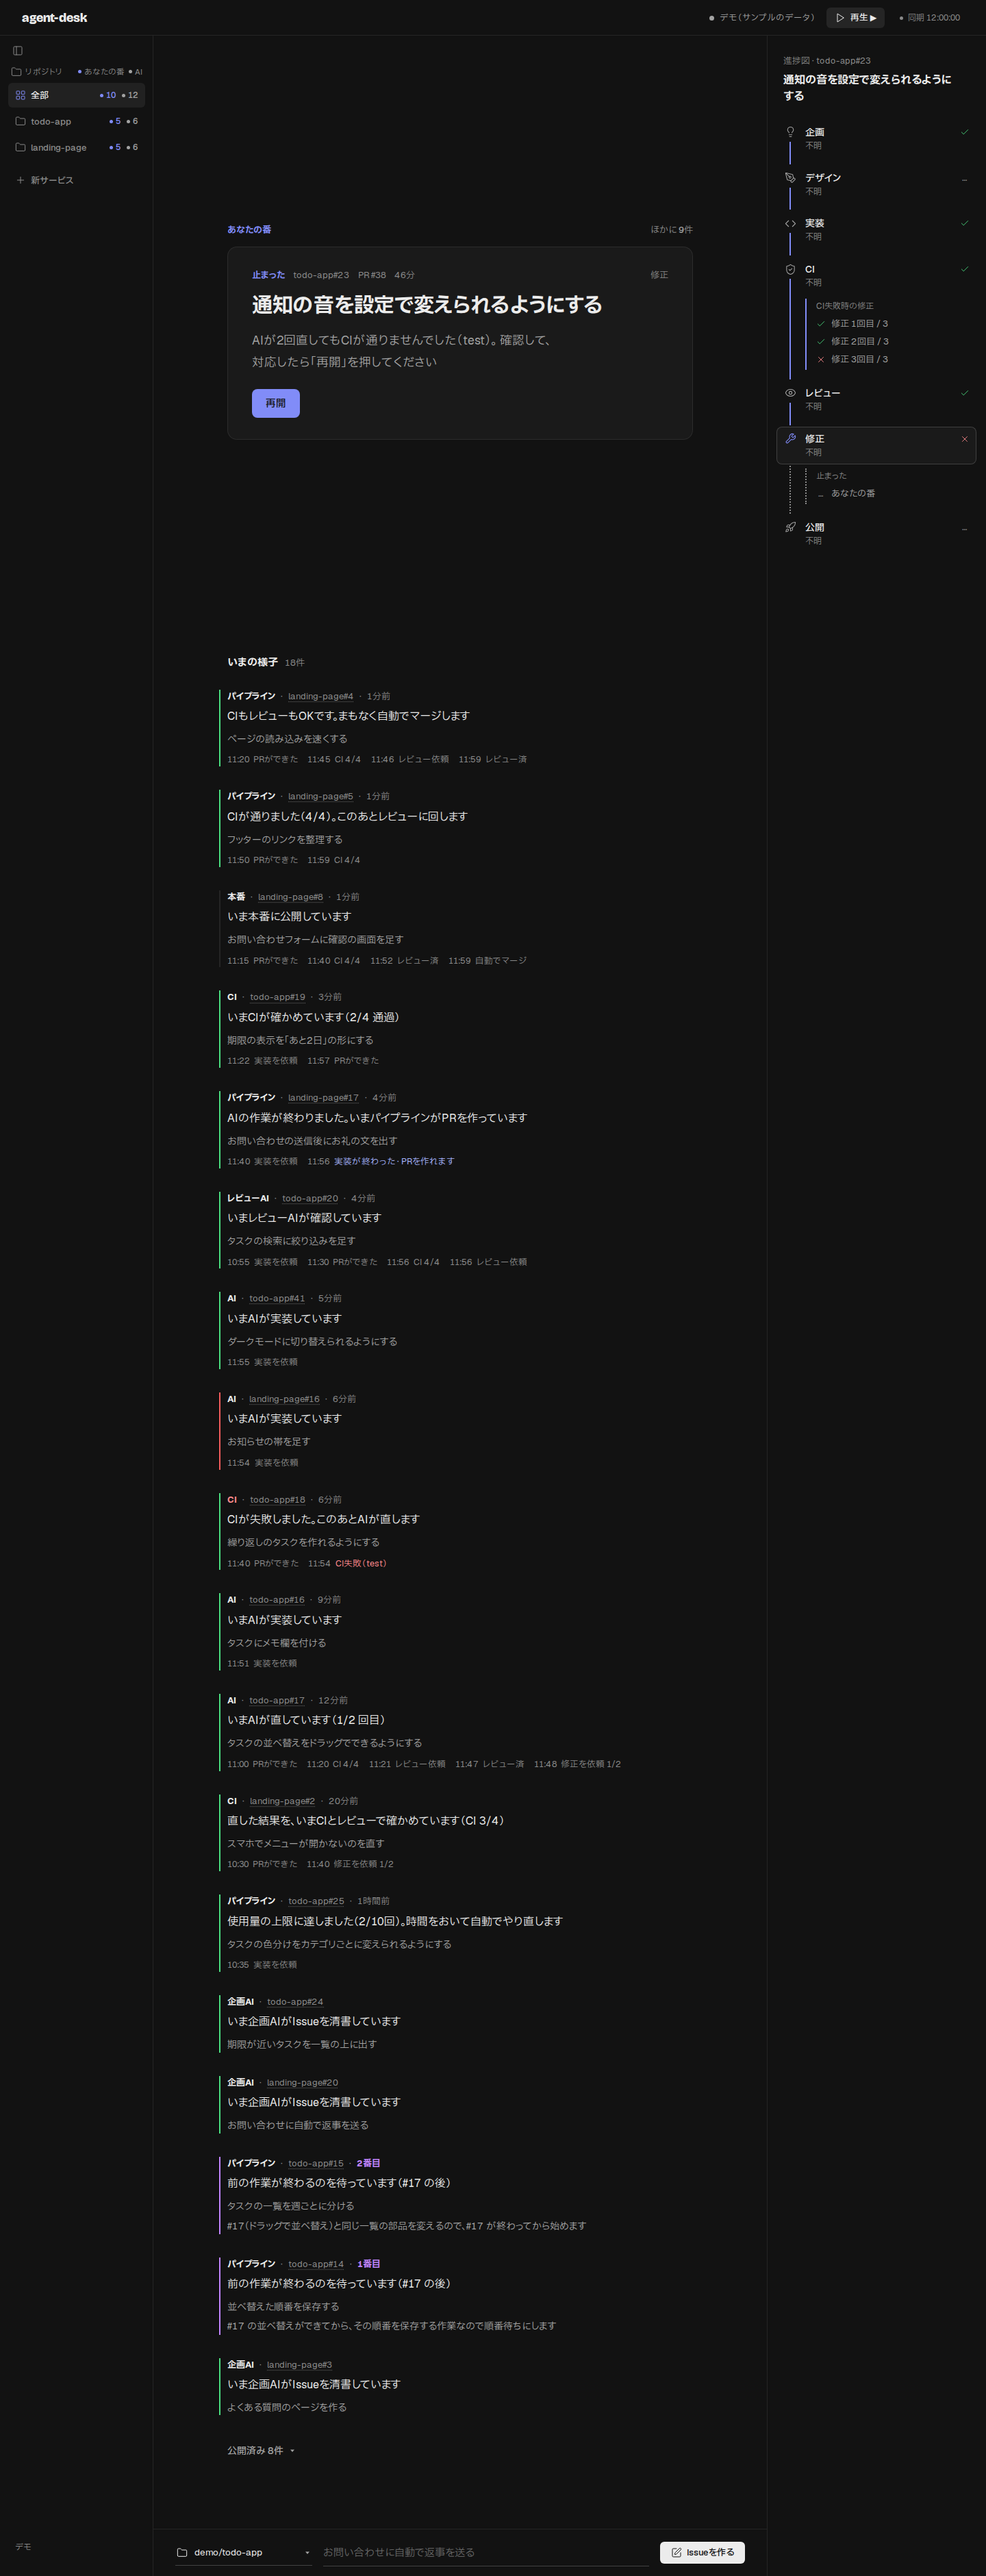 agent-desk
デモ（サンプルのデータ）
再生 ▶
同期 12:00:00
リポジトリ
あなたの番
AI
全部 10 12
todo-app 5 6
landing-page 5 6
新サービス
デモ
あなたの番
ほかに 9件
止まった todo-app#23 PR #38 46分
修正
通知の音を設定で変えられるようにする
AIが2回直してもCIが通りませんでした（test）。確認して、
対応したら「再開」を押してください
再開
いまの様子 18件
パイプライン · landing-page#4 · 1分前
CIもレビューもOKです。まもなく自動でマージします
ページの読み込みを速くする
11:20 PRができた 11:45 CI 4/4 11:46 レビュー依頼 11:59 レビュー済
パイプライン · landing-page#5 · 1分前
CIが通りました（4/4）。このあとレビューに回します
フッターのリンクを整理する
11:50 PRができた 11:59 CI 4/4
本番 · landing-page#8 · 1分前
いま本番に公開しています
お問い合わせフォームに確認の画面を足す
11:15 PRができた 11:40 CI 4/4 11:52 レビュー済 11:59 自動でマージ
CI · todo-app#19 · 3分前
いまCIが確かめています（2/4 通過）
期限の表示を「あと2日」の形にする
11:22 実装を依頼 11:57 PRができた
パイプライン · landing-page#17 · 4分前
AIの作業が終わりました。いまパイプラインがPRを作っています
お問い合わせの送信後にお礼の文を出す
11:40 実装を依頼 11:56 実装が終わった · PRを作れます
レビューAI · todo-app#20 · 4分前
いまレビューAIが確認しています
タスクの検索に絞り込みを足す
10:55 実装を依頼 11:30 PRができた 11:56 CI 4/4 11:56 レビュー依頼
AI · todo-app#41 · 5分前
いまAIが実装しています
ダークモードに切り替えられるようにする
11:55 実装を依頼
AI · landing-page#16 · 6分前
いまAIが実装しています
お知らせの帯を足す
11:54 実装を依頼
CI · todo-app#18 · 6分前
CIが失敗しました。このあとAIが直します
繰り返しのタスクを作れるようにする
11:40 PRができた 11:54 CI失敗（test）
AI · todo-app#16 · 9分前
いまAIが実装しています
タスクにメモ欄を付ける
11:51 実装を依頼
AI · todo-app#17 · 12分前
いまAIが直しています（1/2 回目）
タスクの並べ替えをドラッグでできるようにする
11:00 PRができた 11:20 CI 4/4 11:21 レビュー依頼 11:47 レビュー済 11:48 修正を依頼 1/2
CI · landing-page#2 · 20分前
直した結果を、いまCIとレビューで確かめています（CI 3/4）
スマホでメニューが開かないのを直す
10:30 PRができた 11:40 修正を依頼 1/2
パイプライン · todo-app#25 · 1時間前
使用量の上限に達しました（2/10回）。時間をおいて自動でやり直します
タスクの色分けをカテゴリごとに変えられるようにする
10:35 実装を依頼
企画AI · todo-app#24
いま企画AIがIssueを清書しています
期限が近いタスクを一覧の上に出す
企画AI · landing-page#20
いま企画AIがIssueを清書しています
お問い合わせに自動で返事を送る
パイプライン · todo-app#15 · 2番目
前の作業が終わるのを待っています（#17 の後）
タスクの一覧を週ごとに分ける
#17（ドラッグで並べ替え）と同じ一覧の部品を変えるので、#17 が終わってから始めます
パイプライン · todo-app#14 · 1番目
前の作業が終わるのを待っています（#17 の後）
並べ替えた順番を保存する
#17 の並べ替えができてから、その順番を保存する作業なので順番待ちにします
企画AI · landing-page#3
いま企画AIがIssueを清書しています
よくある質問のページを作る
公開済み 8件
demo/todo-app
お問い合わせに自動で返事を送る
Issueを作る
進捗図 · todo-app#23
通知の音を設定で変えられるように
する
企画
不明
デザイン
不明
実装
不明
CI
不明
CI失敗時の修正
修正 1回目 / 3
修正 2回目 / 3
修正 3回目 / 3
レビュー
不明
修正
不明
止まった
あなたの番
公開
不明